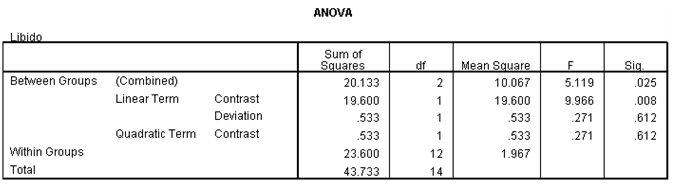 ANOVA
Libido
Sum of Squares df Mean Square F Sig.
Between Groups (Combined) 20.133 2 10.067 5.119 .025
Linear Term Contrast 19.600 1 19.600 9.966 .008
Deviation .533 1 .533 .271 .612
Quadratic Term Contrast .533 1 .533 .271 .612
Within Groups 23.600 12 1.967
Total 43.733 14